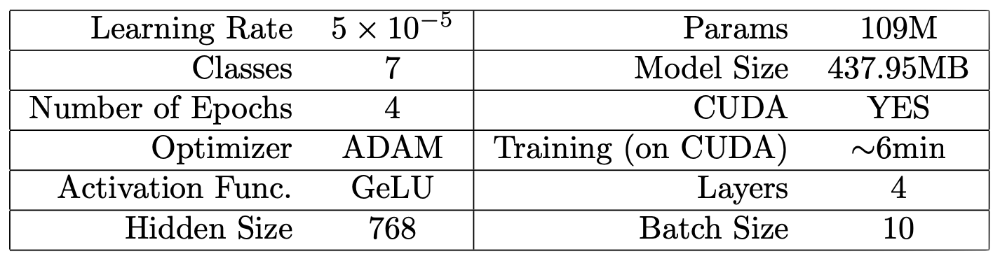 Learning Rate 5 × 10⁻⁵ Params 109M
Classes 7 Model Size 437.95MB
Number of Epochs 4 CUDA YES
Optimizer ADAM Training (on CUDA) ∼6min
Activation Func. GeLU Layers 4
Hidden Size 768 Batch Size 10